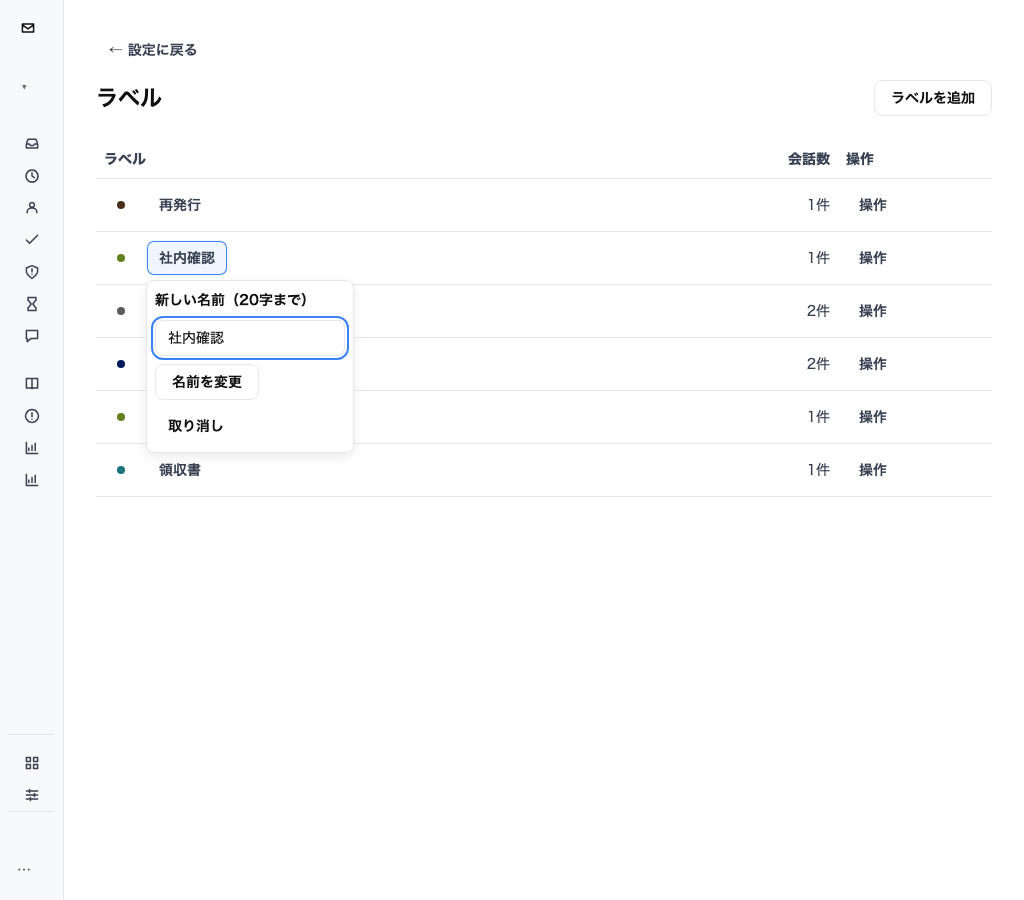 ← 設定に戻る
ラベル
ラベルを追加
ラベル 会話数 操作
再発行 1件 操作
社内確認 1件 操作
新しい名前（20字まで）
2件 操作
社内確認
2件 操作
名前を変更
1件 操作
取り消し
領収書 1件 操作
…